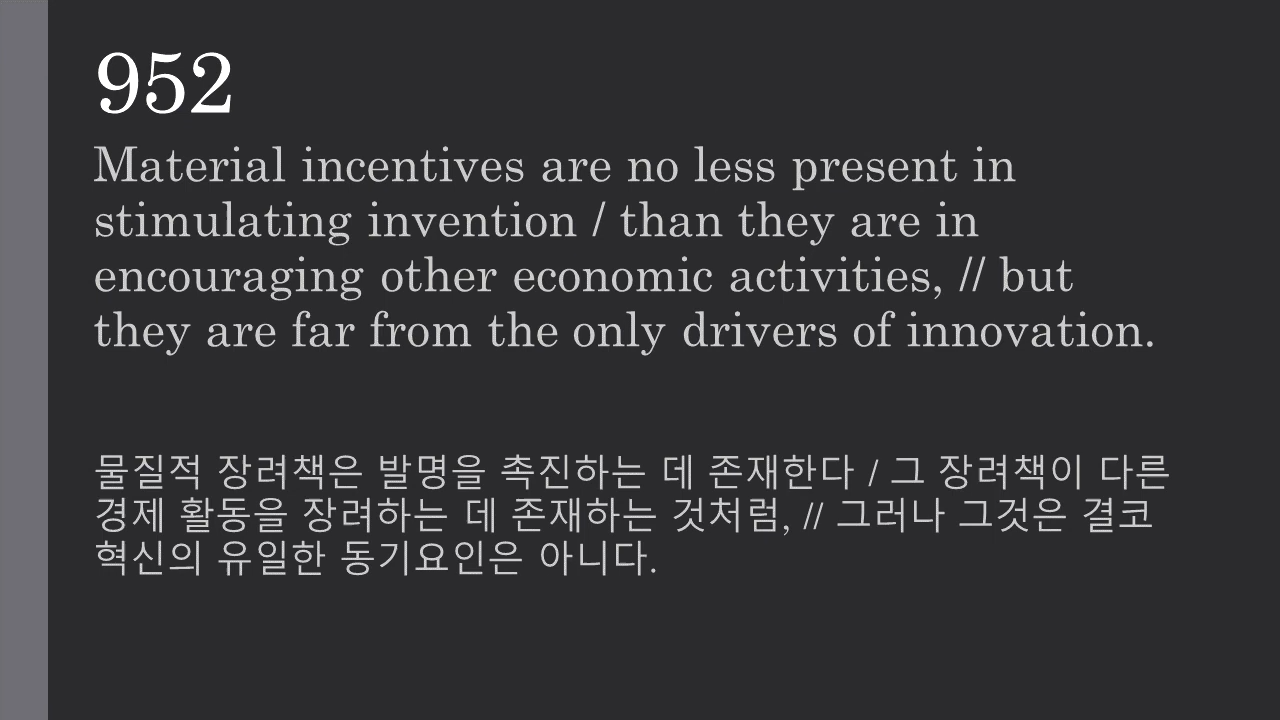 952
Material incentives are no less present in
stimulating invention / than they are in
encouraging other economic activities, // but
they are far from the only drivers of innovation.
물질적 장려책은 발명을 촉진하는 데 존재한다 / 그 장려책이 다른
경제 활동을 장려하는 데 존재하는 것처럼, // 그러나 그것은 결코
혁신의 유일한 동기요인은 아니다.